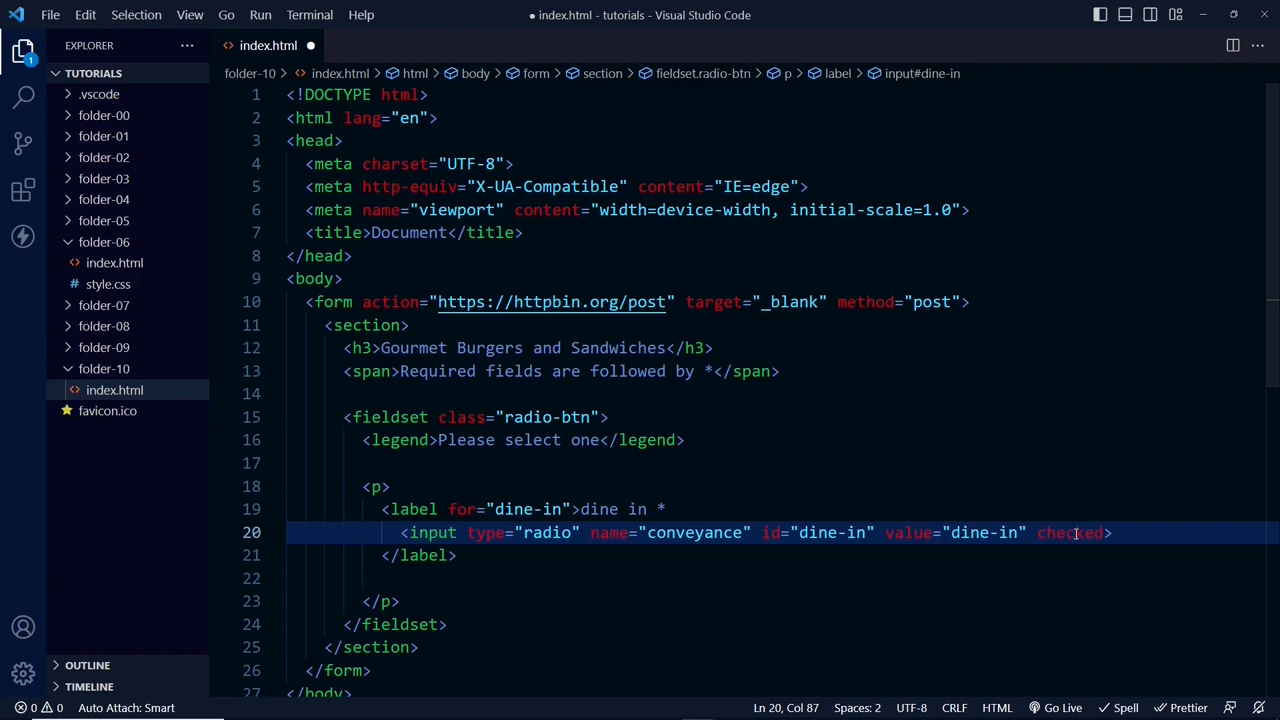 File Edit Selection View Go Run Terminal Help
● index.html - tutorials - Visual Studio Code
EXPLORER
index.html
1
TUTORIALS
.vscode
folder-00
folder-01
folder-02
folder-03
folder-04
folder-05
folder-06
index.html
style.css
folder-07
folder-08
folder-09
folder-10
index.html
favicon.ico
OUTLINE
TIMELINE
folder-10 > index.html > html > body > form > section > fieldset.radio-btn > p > label > input#dine-in
1 <!DOCTYPE html>
2 <html lang="en">
3 <head>
4 <meta charset="UTF-8">
5 <meta http-equiv="X-UA-Compatible" content="IE=edge">
6 <meta name="viewport" content="width=device-width, initial-scale=1.0">
7 <title>Document</title>
8 </head>
9 <body>
10 <form action="https://httpbin.org/post" target="_blank" method="post">
11 <section>
12 <h3>Gourmet Burgers and Sandwiches</h3>
13 <span>Required fields are followed by *</span>
14
15 <fieldset class="radio-btn">
16 <legend>Please select one</legend>
17
18 <p>
19 <label for="dine-in">dine in *
20 <input type="radio" name="conveyance" id="dine-in" value="dine-in" checked>
21 </label>
22
23 </p>
24 </fieldset>
25 </section>
26 </form>
27 </body>
0 0 Auto Attach: Smart
Ln 20, Col 87 Spaces: 2 UTF-8 CRLF HTML Go Live Spell Prettier